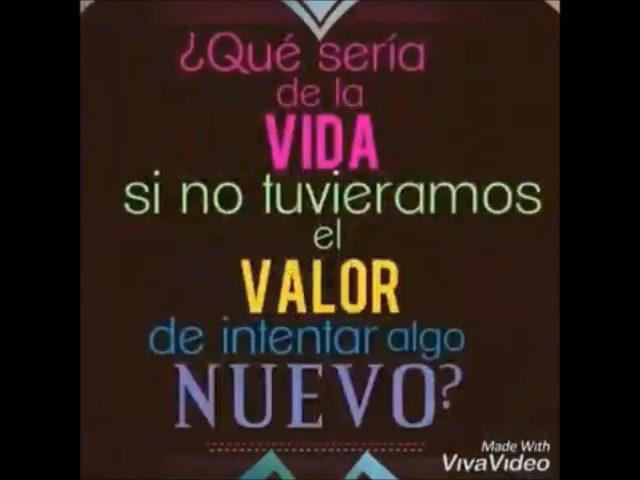 ¿Qué sería
de la
VIDA
si no tuvieramos
el
VALOR
de intentar algo
NUEVO?
Made With
VivaVideo